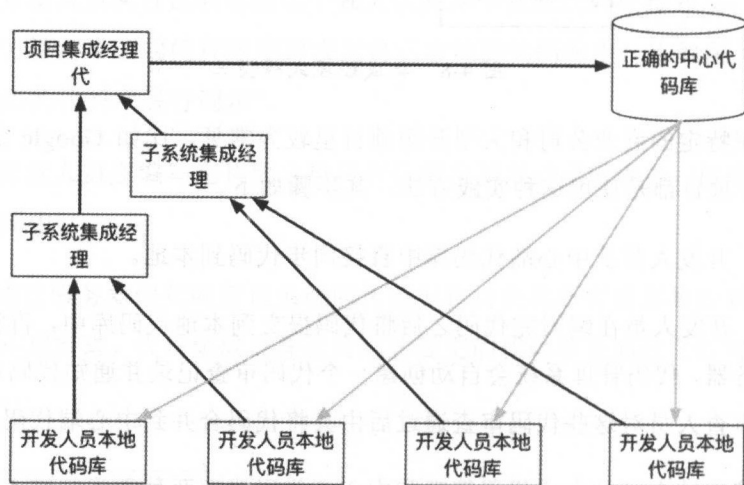 项目集成经理
代
正确的中心代
码库
子系统集成经
理
子系统集成经
理
开发人员本地
代码库
开发人员本地
代码库
开发人员本地
代码库
开发人员本地
代码库